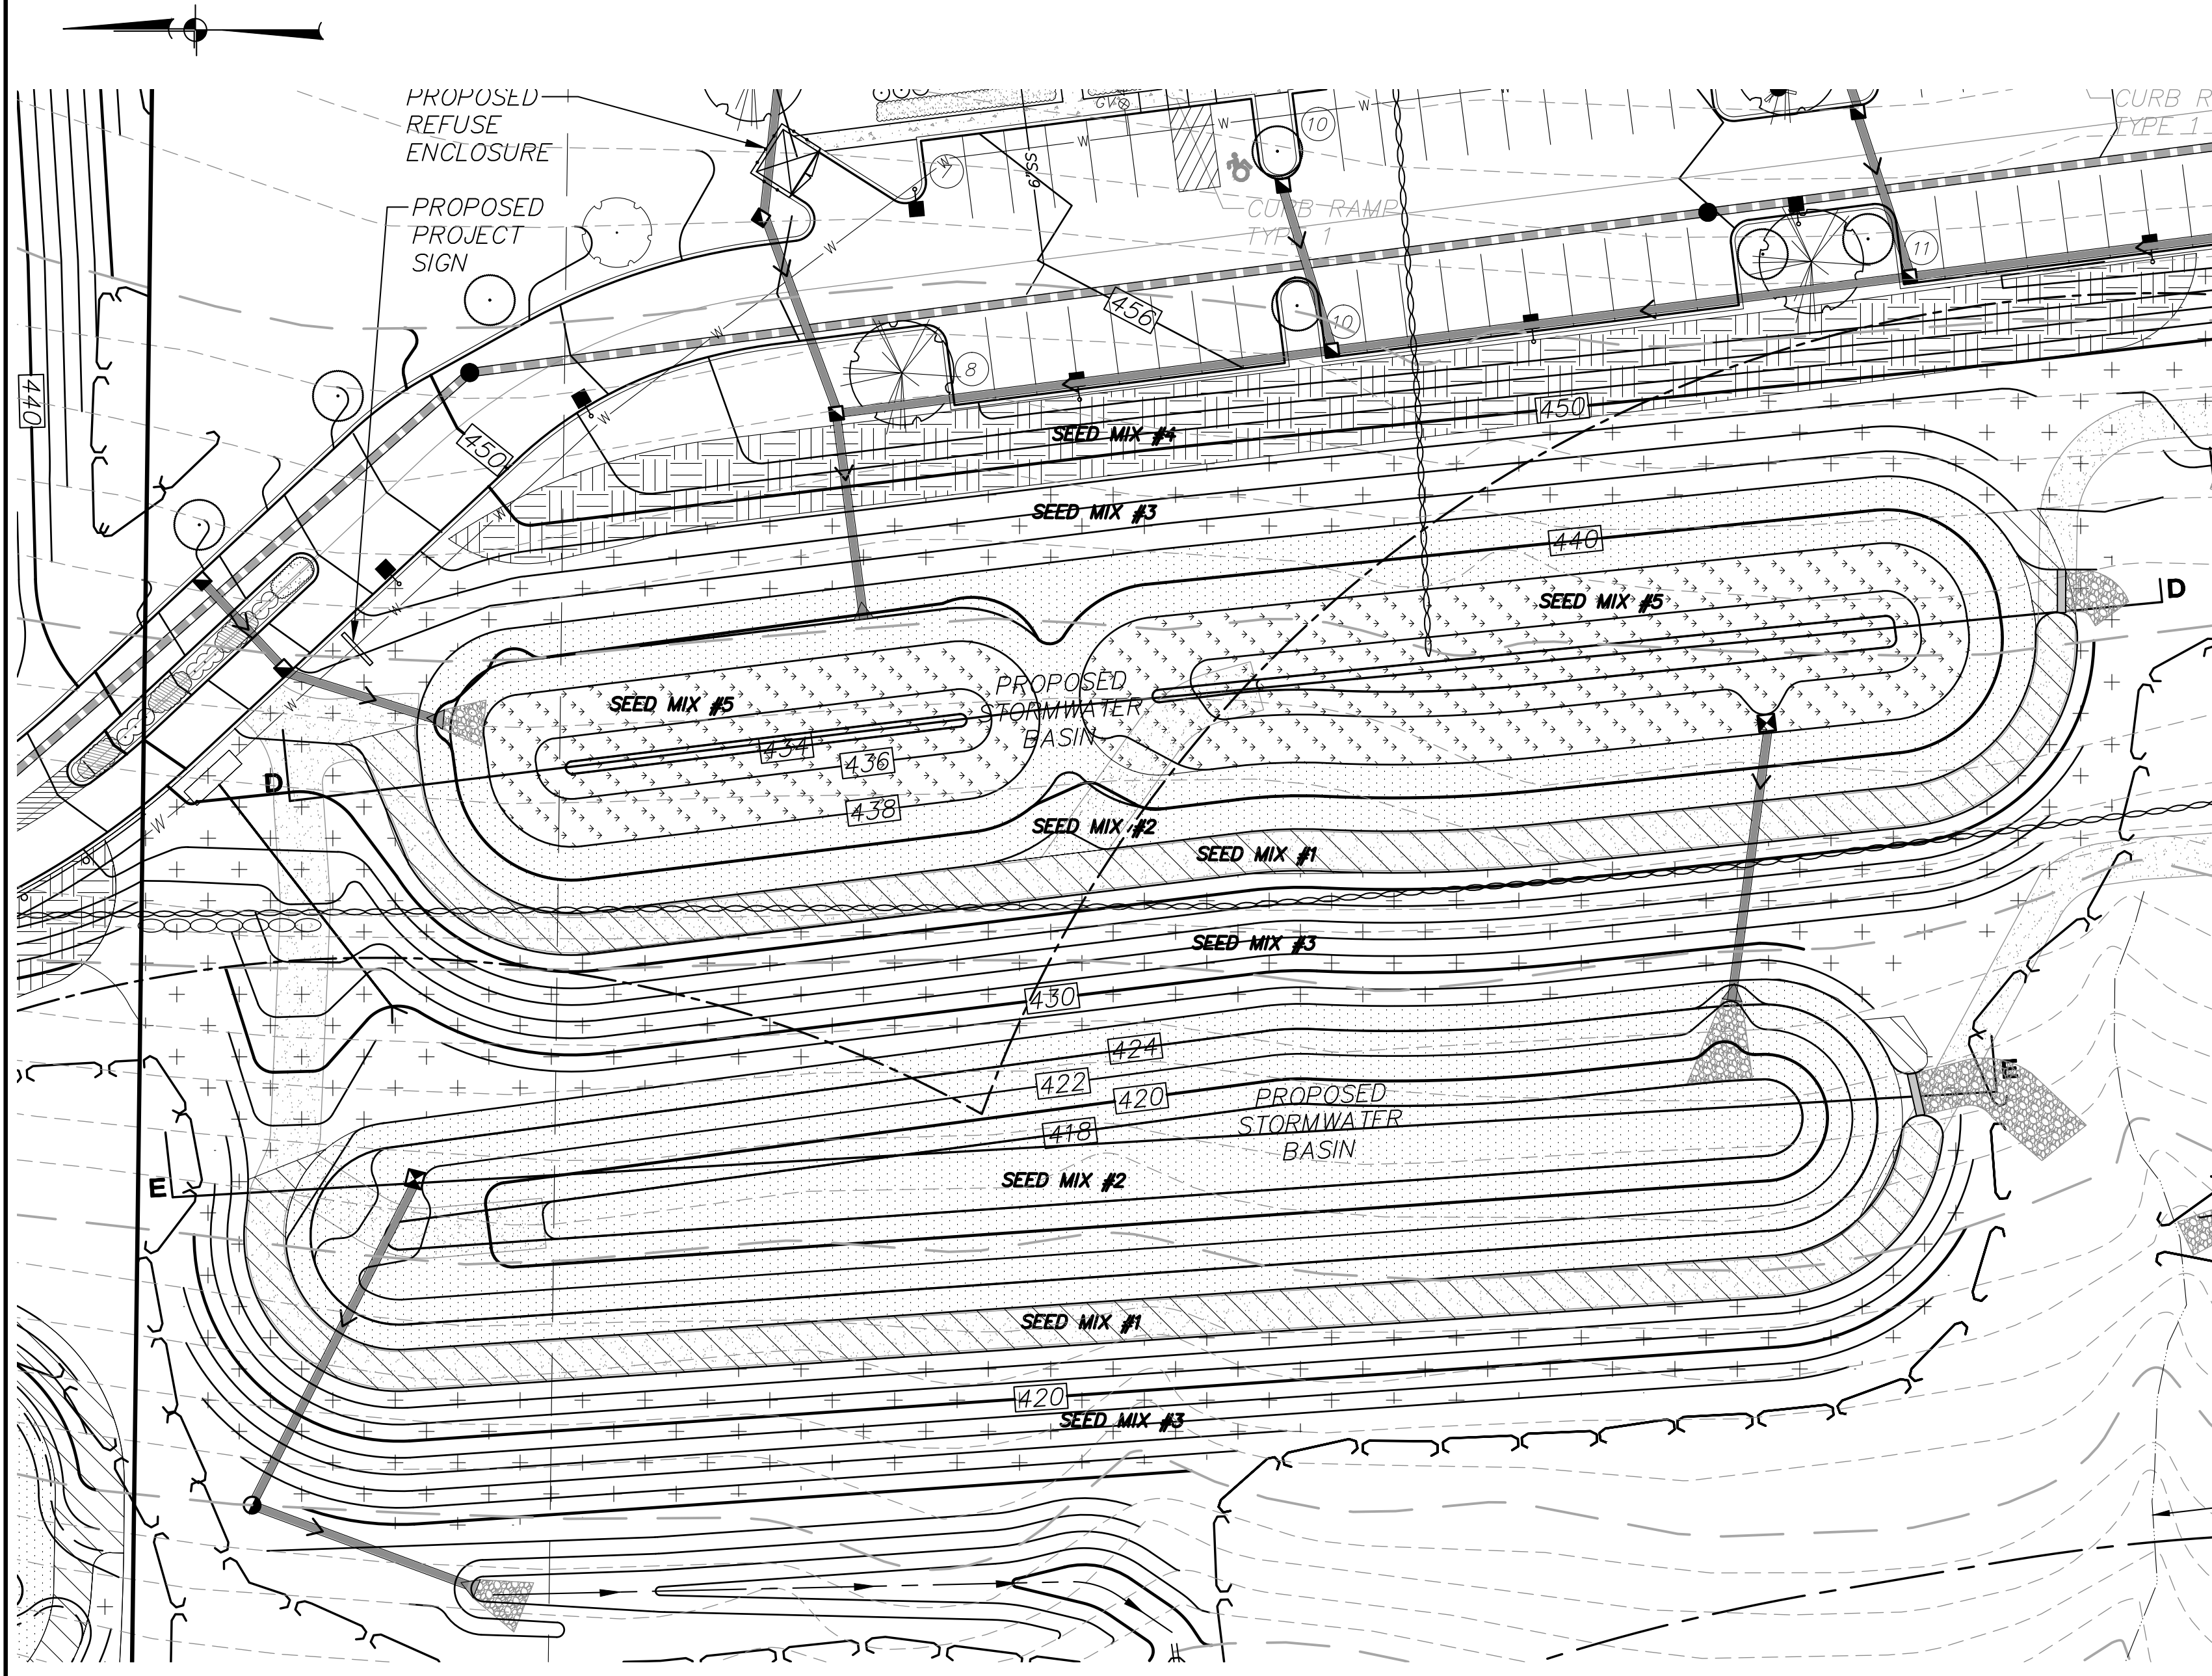 PROPOSED
REFUSE
ENCLOSURE
PROPOSED
PROJECT
SIGN
GV
10
7
W
W
W
W
6"SS
CURB RAMP
TYPE 1
CURB R
TYPE 1
11
10
8
456
W
W
W
440
450
450
SEED MIX #4
SEED MIX #3
440
W
W
W
W
SEED MIX #5
D
SEED MIX #5
PROPOSED
STORMWATER
BASIN
434
436
D
438
SEED MIX #2
SEED MIX #1
SEED MIX #3
430
424
422
420
418
PROPOSED
STORMWATER
BASIN
E
SEED MIX #2
E
SEED MIX #1
420
SEED MIX #3